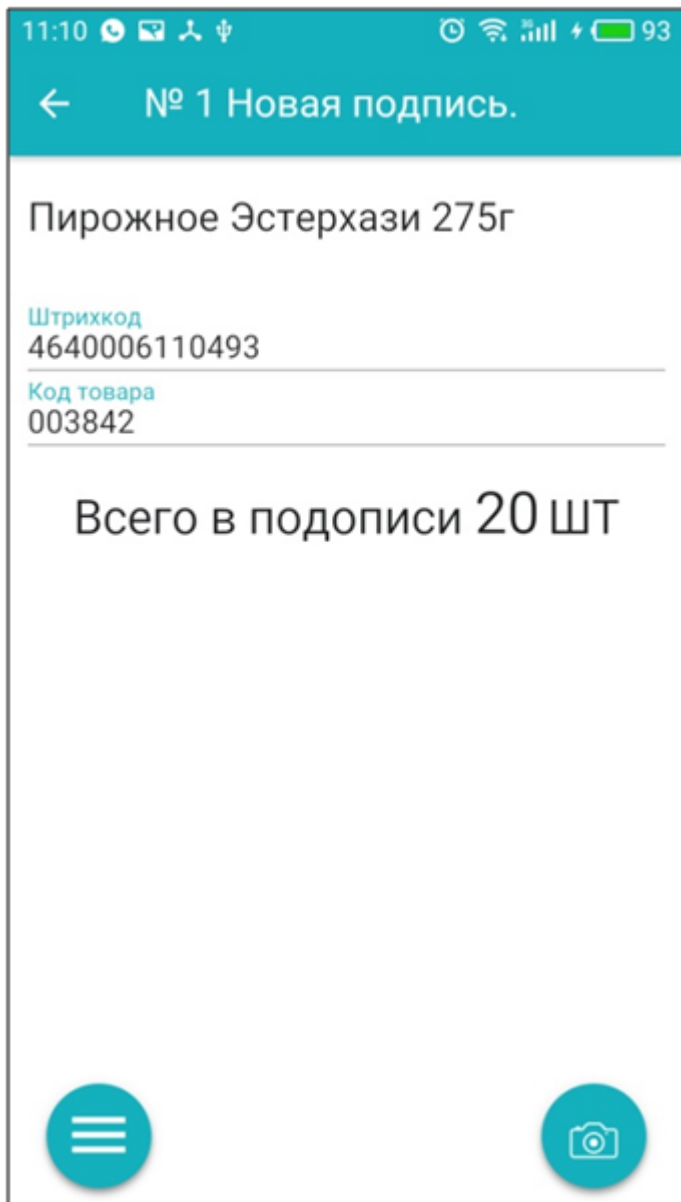 11:10 93
№ 1 Новая подпись.
Пирожное Эстерхази 275г
Штрихкод
4640006110493
Код товара
003842
Всего в подописи 20 ШТ